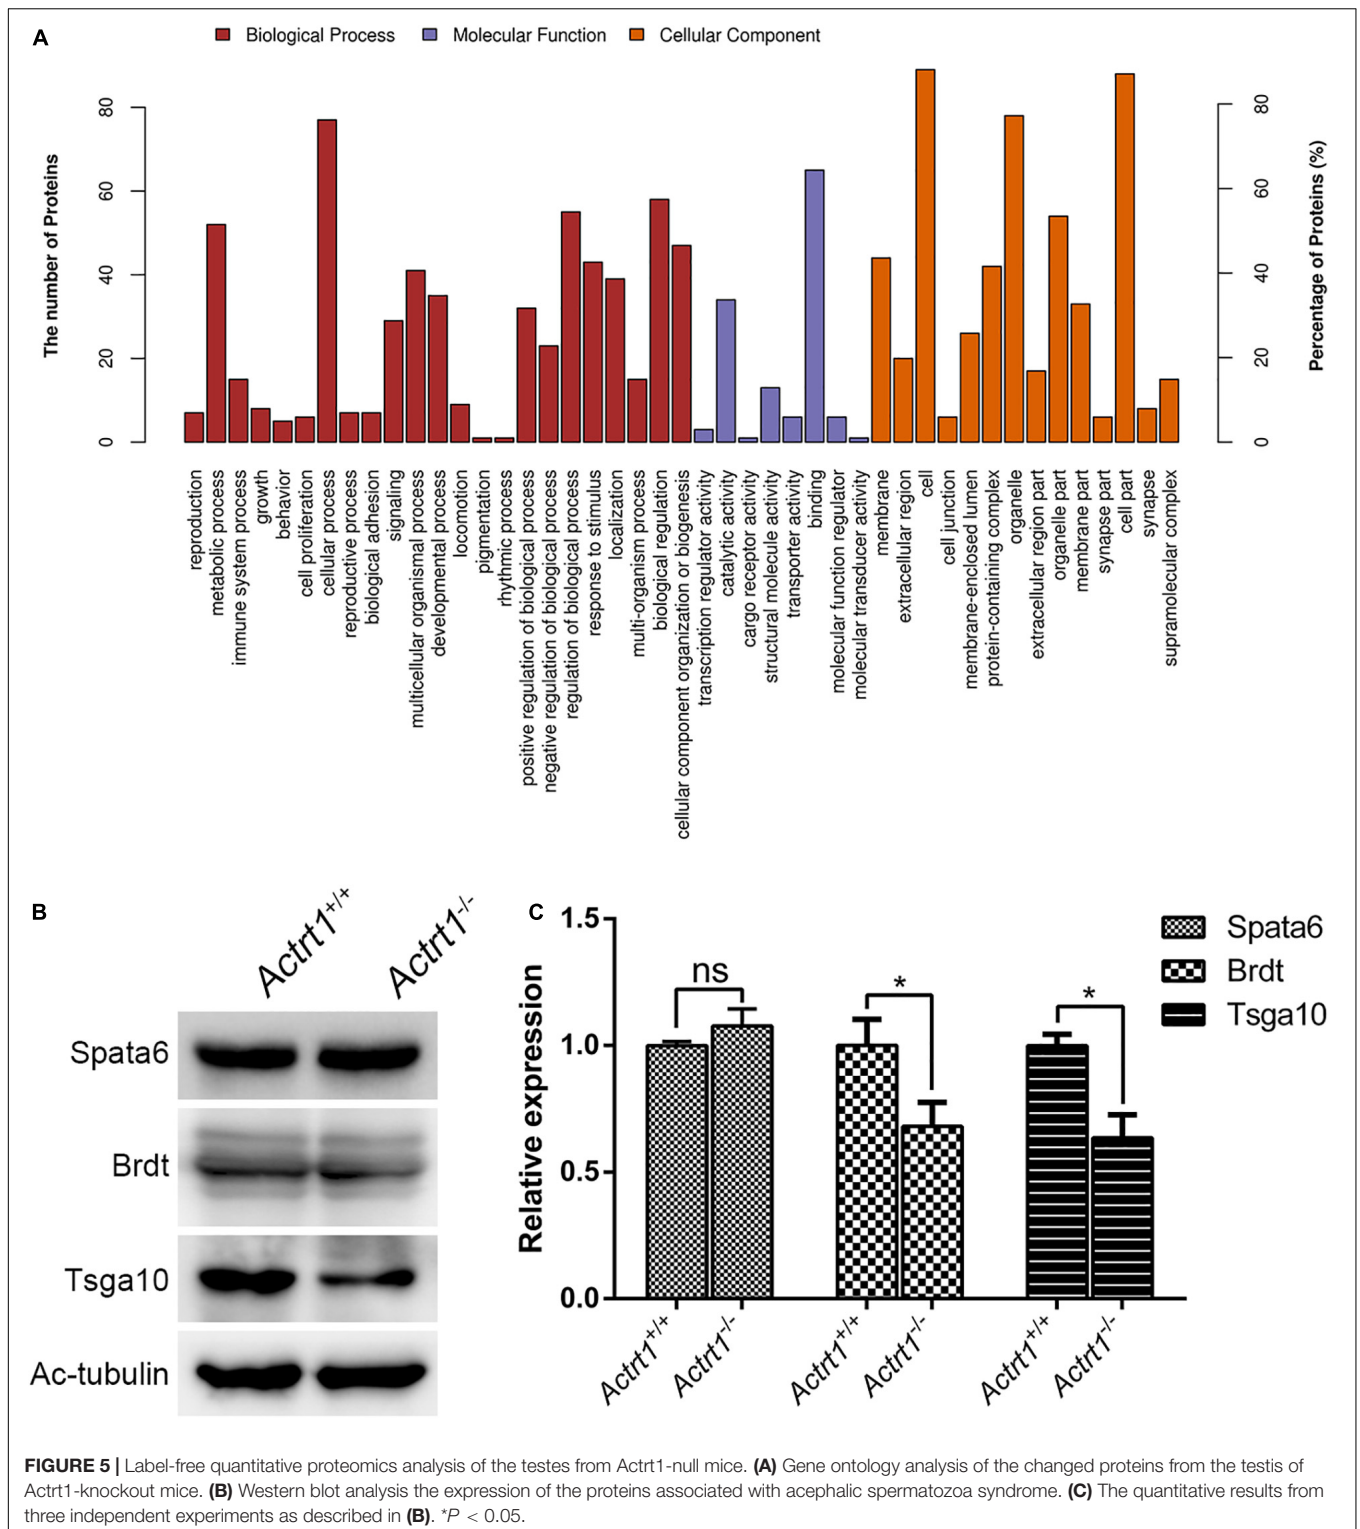 A
Biological Process Molecular Function Cellular Component
The number of Proteins
0 20 40 60 80
Percentage of Proteins (%)
0 20 40 60 80
reproduction
metabolic process
immune system process
growth
behavior
cell proliferation
cellular process
reproductive process
biological adhesion
signaling
multicellular organismal process
developmental process
locomotion
pigmentation
rhythmic process
positive regulation of biological process
negative regulation of biological process
regulation of biological process
response to stimulus
localization
multi-organism process
biological regulation
cellular component organization or biogenesis
transcription regulator activity
catalytic activity
cargo receptor activity
structural molecule activity
transporter activity
binding
molecular function regulator
molecular transducer activity
membrane
extracellular region
cell
cell junction
membrane-enclosed lumen
protein-containing complex
organelle
extracellular region part
organelle part
membrane part
synapse part
cell part
synapse
supramolecular complex
B
Actrt1+/+ Actrt1-/-
Spata6
Brdt
Tsga10
Ac-tubulin
C
Relative expression
1.5
1.0
0.5
0.0
ns * *
Spata6
Brdt
Tsga10
Actrt1+/+ Actrt1-/- Actrt1+/+ Actrt1-/- Actrt1+/+ Actrt1-/-
FIGURE 5 | Label-free quantitative proteomics analysis of the testes from Actrt1-null mice. (A) Gene ontology analysis of the changed proteins from the testis of
Actrt1-knockout mice. (B) Western blot analysis the expression of the proteins associated with acephalic spermatozoa syndrome. (C) The quantitative results from
three independent experiments as described in (B). *P < 0.05.